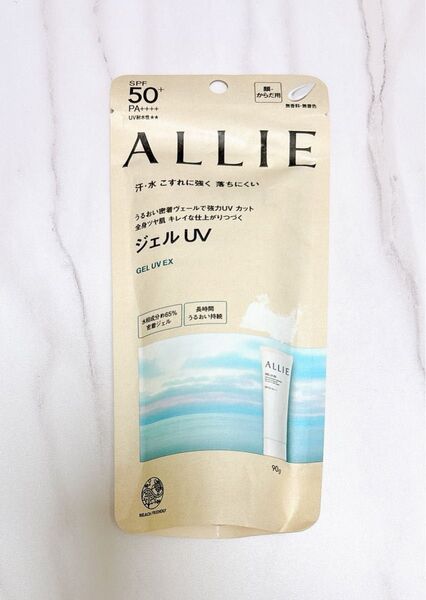 SPF
50+
PA++++
UV耐水性★★
顔・
からだ用
無香料・無着色
ALLIE
汗・水 こすれに強く 落ちにくい
うるおい密着ヴェールで強力UV カット
全身ツヤ肌 キレイな仕上がりつづく
ジェル UV
GEL UV EX
水相成分め65%
密着ジェル
長時間
うるおい持続
ALLIE
90g
BEACH FRIENDLY